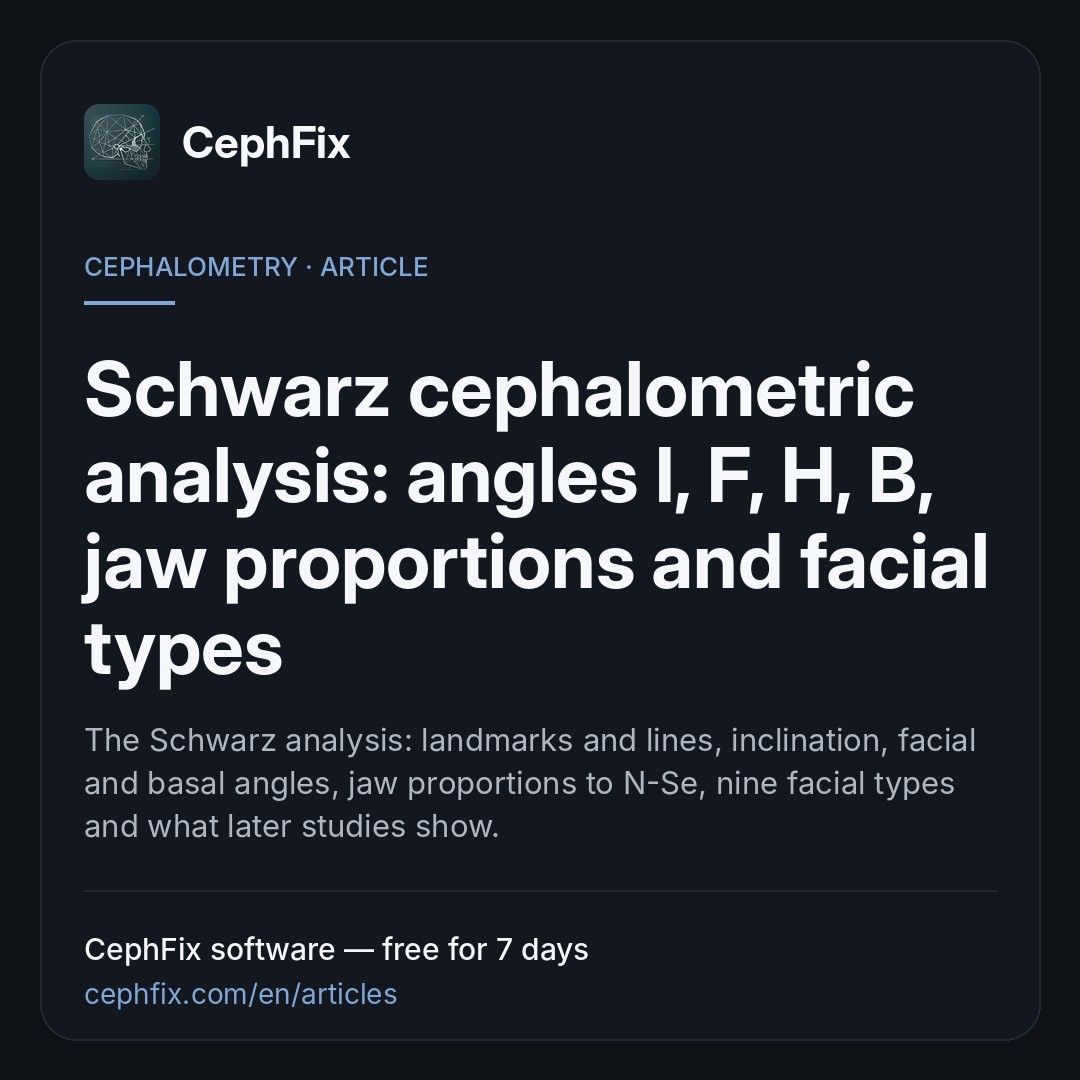 CephFix
CEPHALOMETRY · ARTICLE
Schwarz cephalometric
analysis: angles I, F, H, B,
jaw proportions and facial
types
The Schwarz analysis: landmarks and lines, inclination, facial
and basal angles, jaw proportions to N-Se, nine facial types
and what later studies show.
CephFix software — free for 7 days
cephfix.com/en/articles